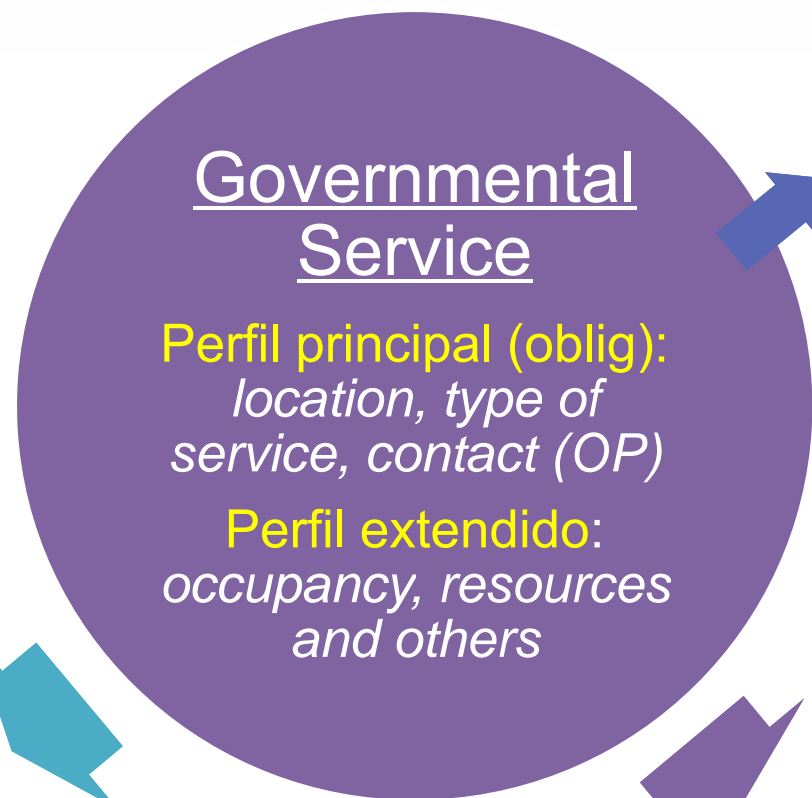 Governmental
Service
Perfil principal (oblig):
location, type of
service, contact (OP)
Perfil extendido:
occupancy, resources
and others